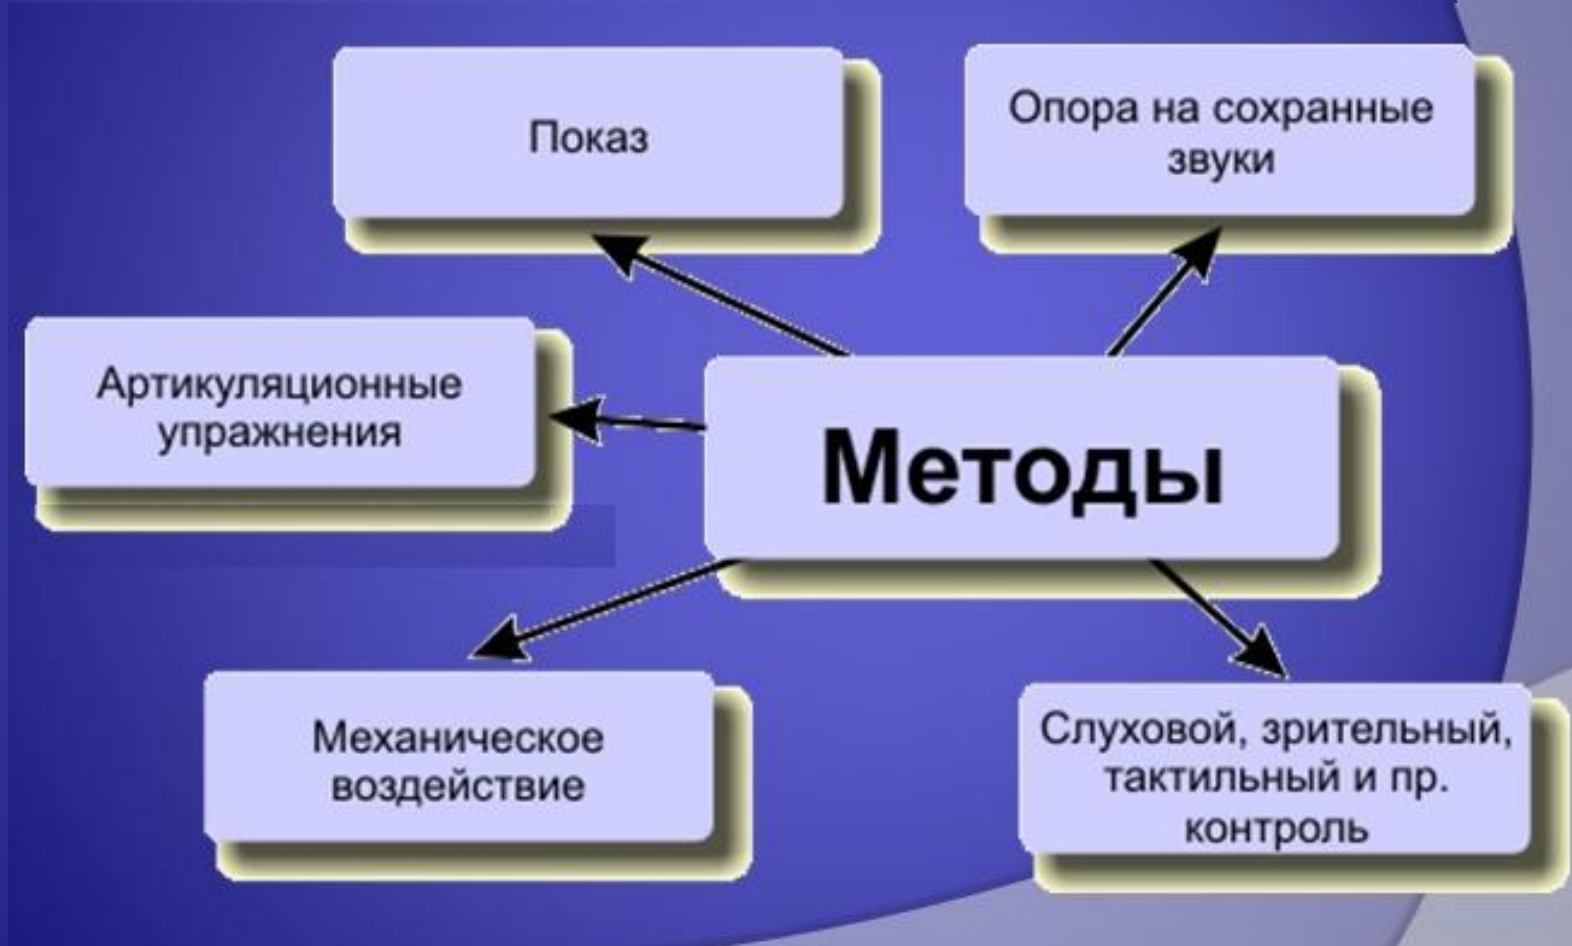 Показ
Опора на сохранные
звуки
Артикуляционные
упражнения
Методы
Механическое
воздействие
Слуховой, зрительный,
тактильный и пр.
контроль